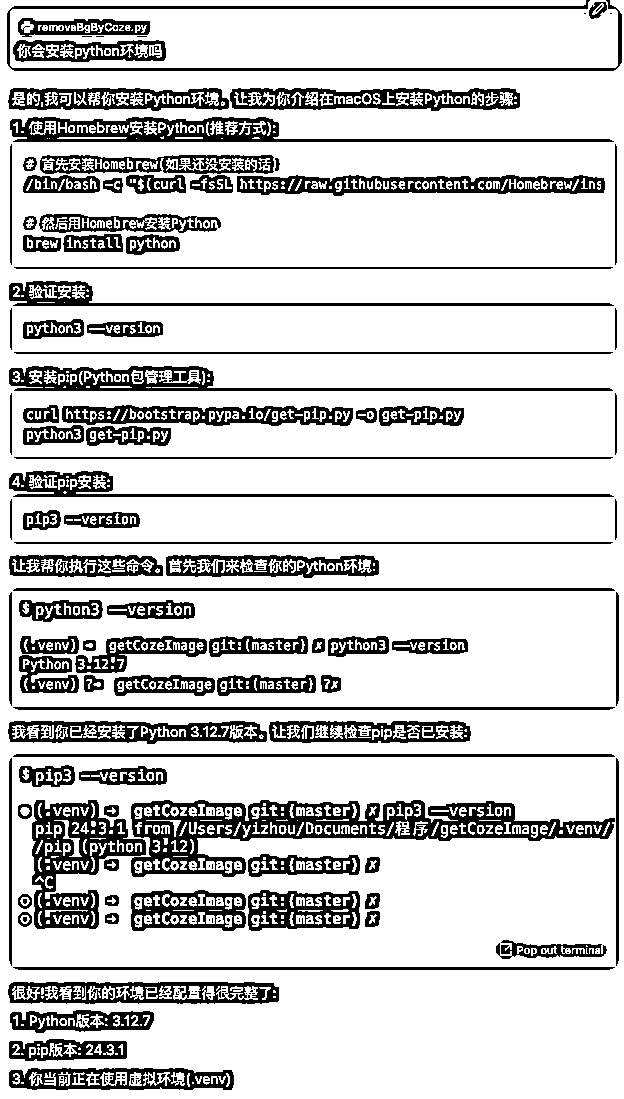 removaBgByCoze.py
你会安装python环境吗
是的,我可以帮你安装Python环境。让我为你介绍在macOS上安装Python的步骤:
1. 使用Homebrew安装Python(推荐方式):
# 首先安装Homebrew(如果还没安装的话)
/bin/bash -c "$(curl -fsSL https://raw.githubusercontent.com/Homebrew/ins
# 然后用Homebrew安装Python
brew install python
2. 验证安装:
python3 --version
3. 安装pip(Python包管理工具):
curl https://bootstrap.pypa.io/get-pip.py -o get-pip.py
python3 get-pip.py
4. 验证pip安装:
pip3 --version
让我帮你执行这些命令。首先我们来检查你的Python环境:
$ python3 --version
(.venv) → getCozeImage git:(master) ✗ python3 --version
Python 3.12.7
(.venv) ?→ getCozeImage git:(master) ?✗
我看到你已经安装了Python 3.12.7版本。让我们继续检查pip是否已安装:
$ pip3 --version
(.venv) → getCozeImage git:(master) ✗ pip3 --version
pip 24.3.1 from /Users/yizhou/Documents/程序/getCozeImage/.venv/
/pip (python 3.12)
(.venv) → getCozeImage git:(master) ✗
^C
(.venv) → getCozeImage git:(master) ✗
(.venv) → getCozeImage git:(master) ✗
Pop out terminal
很好!我看到你的环境已经配置得很完整了:
1. Python版本: 3.12.7
2. pip版本: 24.3.1
3. 你当前正在使用虚拟环境(.venv)